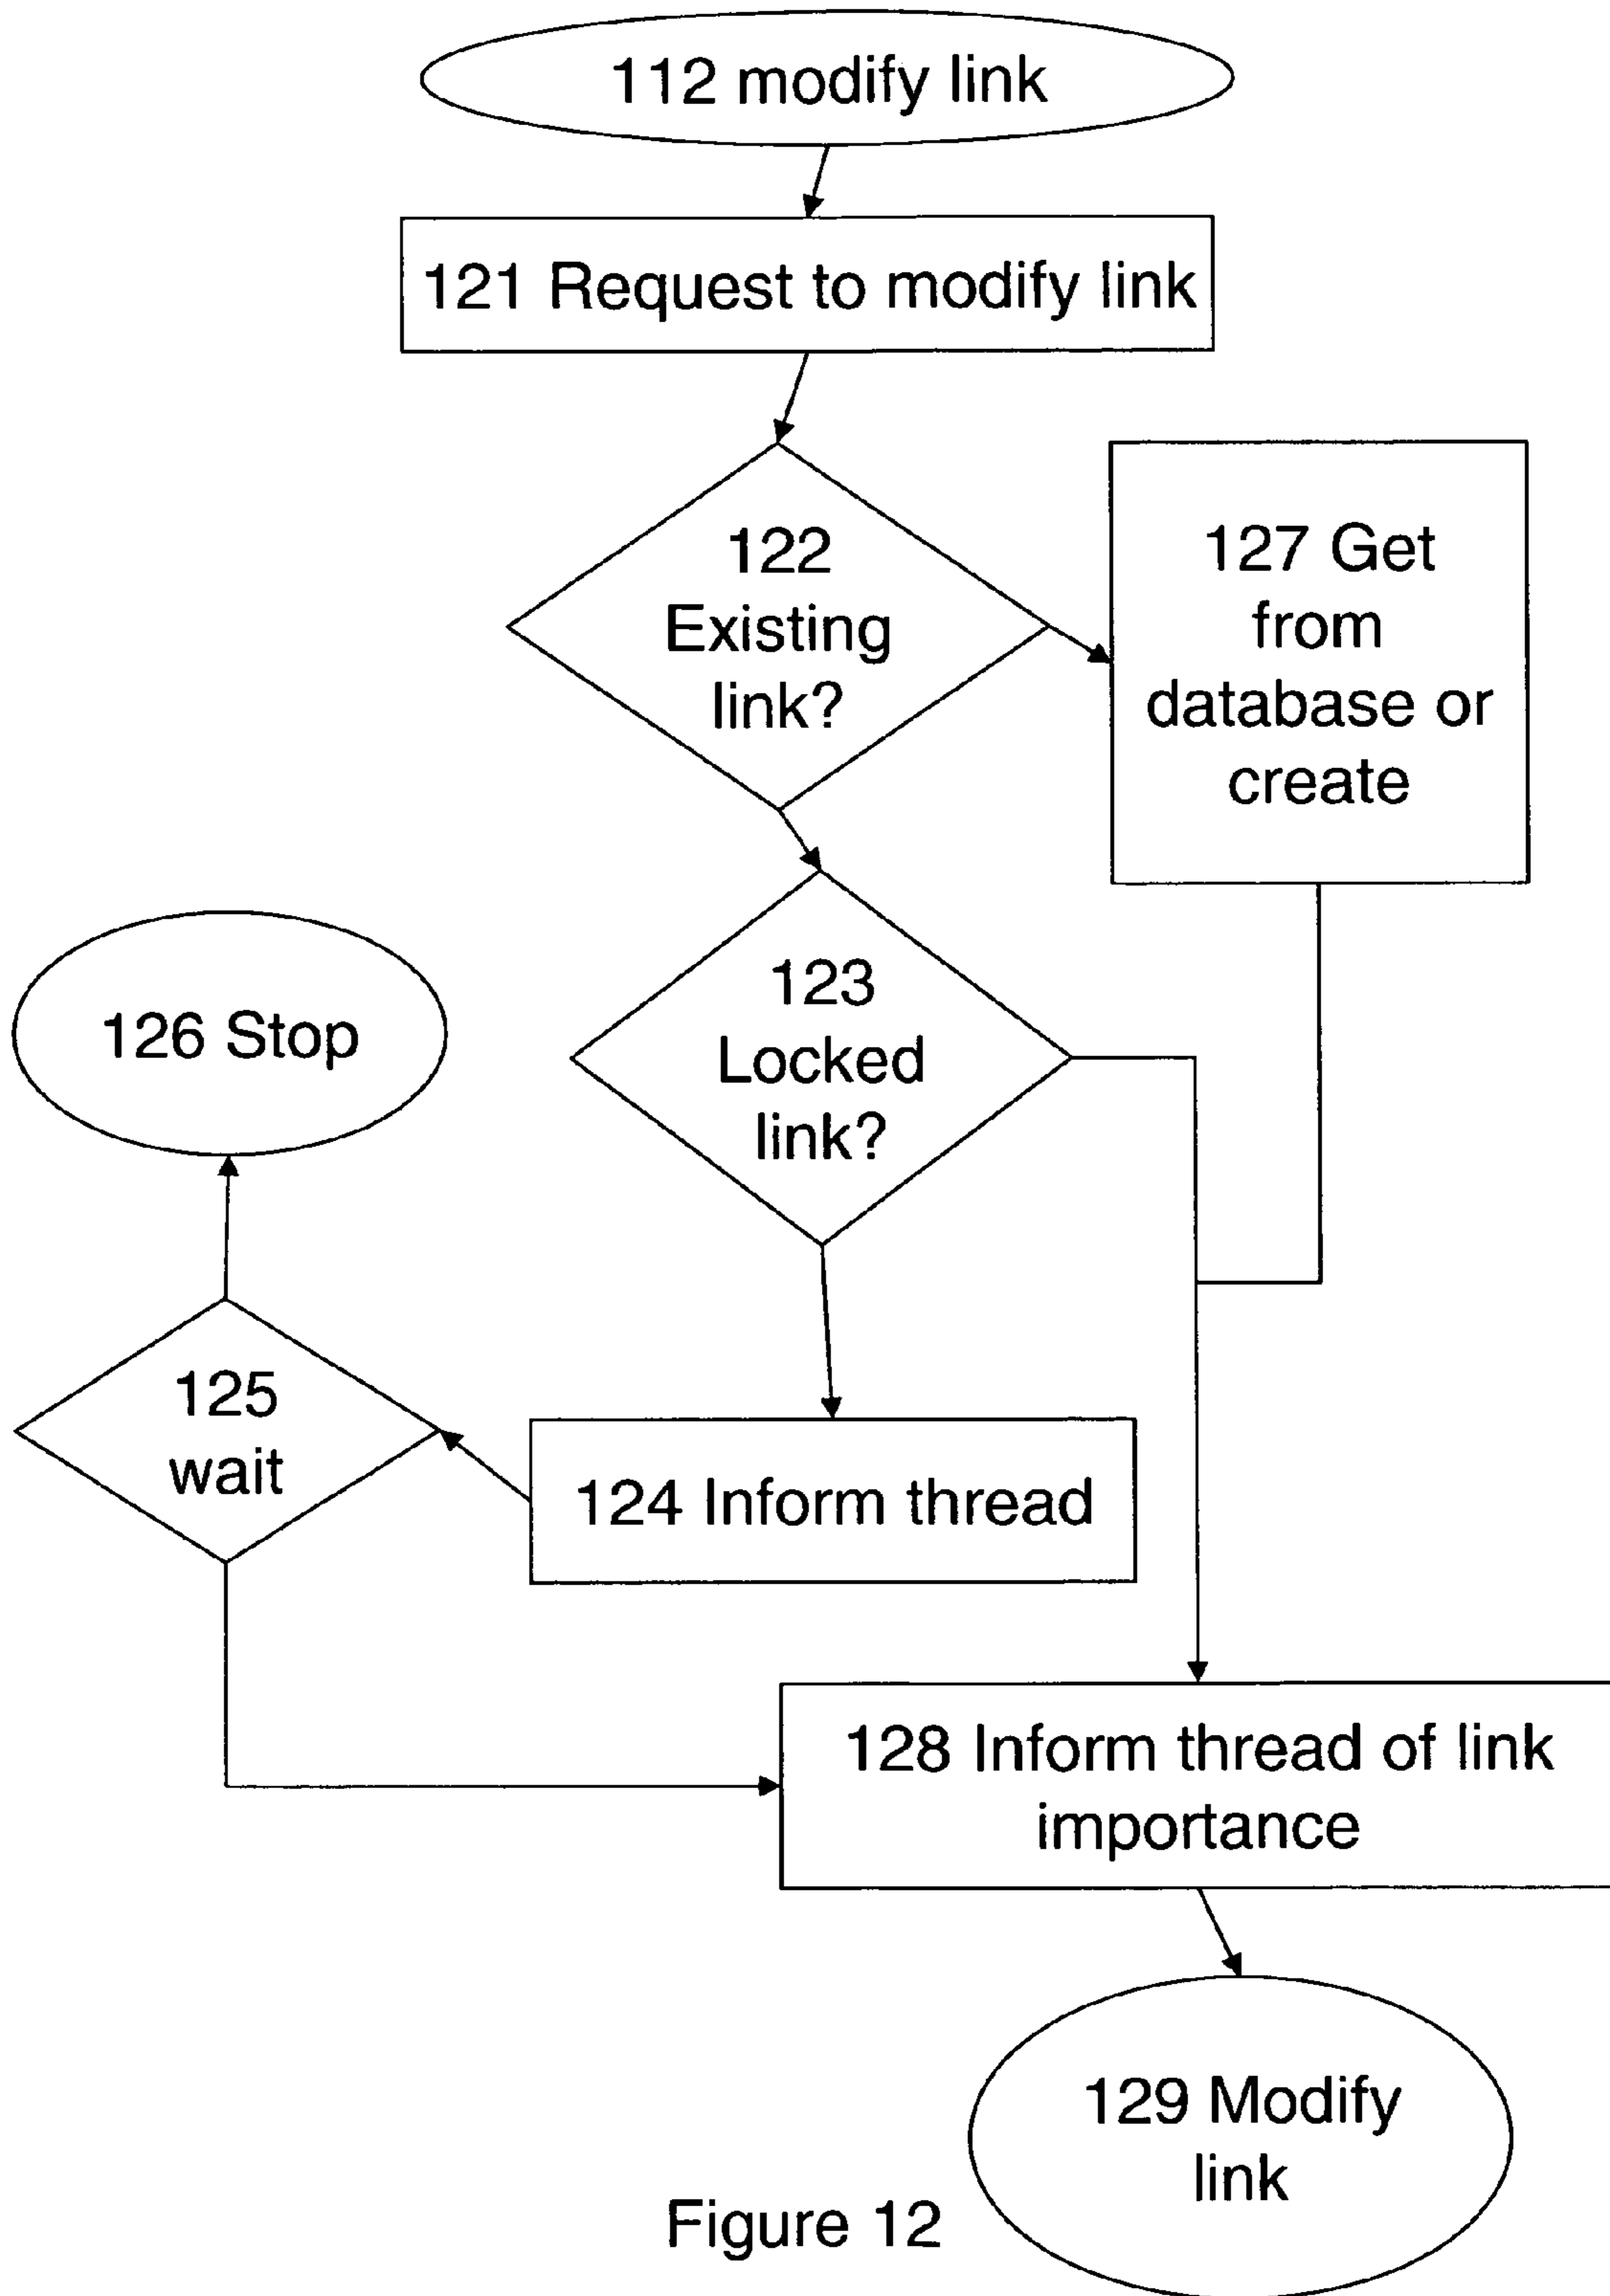 112 modify link
121 Request to modify link
122
Existing
link?
127 Get
from
database or
create
123
Locked
link?
126 Stop
125
wait
124 Inform thread
128 Inform thread of link
importance
129 Modify
link
Figure 12